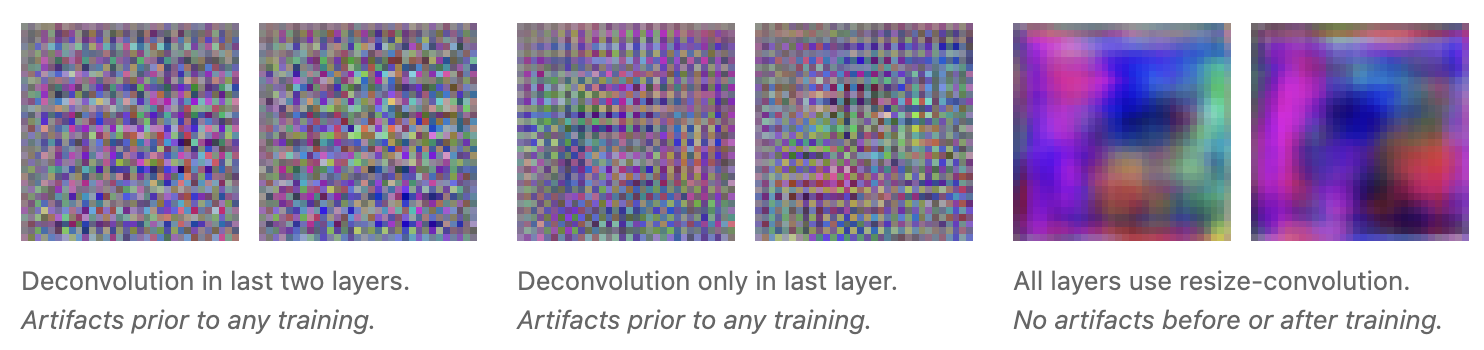 Deconvolution in last two layers.
Artifacts prior to any training.
Deconvolution only in last layer.
Artifacts prior to any training.
All layers use resize-convolution.
No artifacts before or after training.